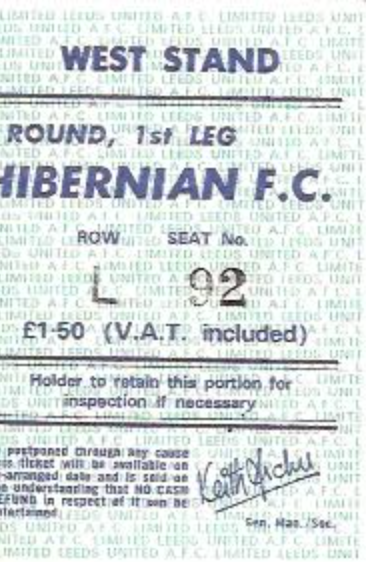 WEST STAND
ROUND, 1st LEG
HIBERNIAN F.C.
ROW SEAT No.
L 92
£1·50 (V.A.T. included)
Holder to retain this portion for
inspection if necessary
postponed through any cause
ticket will be available on
-arranged date and is sold on
understanding that NO CASH
REFUND in respect of it can be
entertained.
Keith Archer
Gen. Man./Sec.